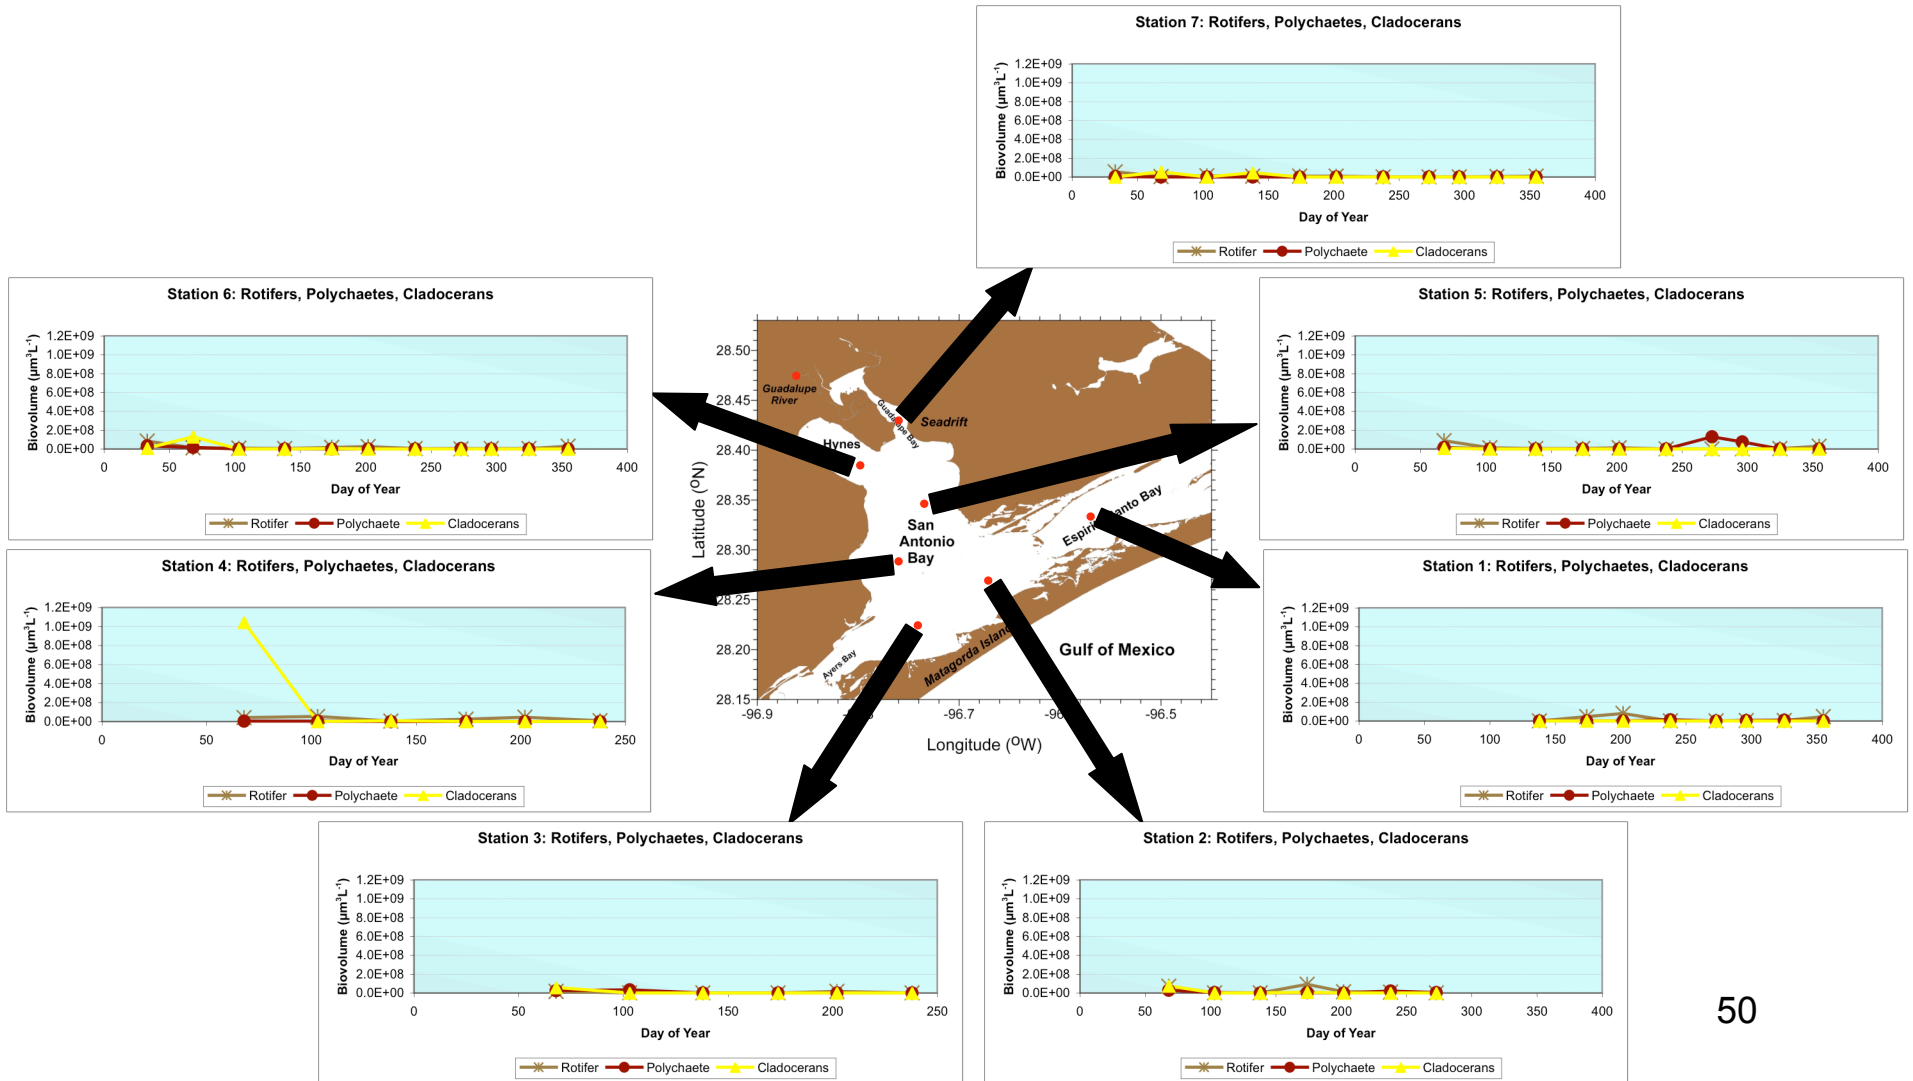 Station 7: Rotifers, Polychaetes, Cladocerans
Biovolume (µm³L⁻¹)
1.2E+09
1.0E+09
8.0E+08
6.0E+08
4.0E+08
2.0E+08
0.0E+00
0 50 100 150 200 250 300 350 400
Day of Year
Rotifer Polychaete Cladocerans
Station 6: Rotifers, Polychaetes, Cladocerans
Biovolume (µm³L⁻¹)
1.2E+09
1.0E+09
8.0E+08
6.0E+08
4.0E+08
2.0E+08
0.0E+00
0 50 100 150 200 250 300 350 400
Day of Year
Rotifer Polychaete Cladocerans
Station 5: Rotifers, Polychaetes, Cladocerans
Biovolume (µm³L⁻¹)
1.2E+09
1.0E+09
8.0E+08
6.0E+08
4.0E+08
2.0E+08
0.0E+00
0 50 100 150 200 250 300 350 400
Day of Year
Rotifer Polychaete Cladocerans
Latitude (ᴼN)
28.50
28.45
28.40
28.35
28.30
28.25
28.20
28.15
Guadalupe
River
Seadrift
Hynes
San
Antonio
Bay
Ayers Bay
Gulf of Mexico
-96.9 -96.7 -96.5
Longitude (ᴼW)
Station 4: Rotifers, Polychaetes, Cladocerans
Biovolume (µm³L⁻¹)
1.2E+09
1.0E+09
8.0E+08
6.0E+08
4.0E+08
2.0E+08
0.0E+00
0 50 100 150 200 250
Day of Year
Rotifer Polychaete Cladocerans
Station 1: Rotifers, Polychaetes, Cladocerans
Biovolume (µm³L⁻¹)
1.2E+09
1.0E+09
8.0E+08
6.0E+08
4.0E+08
2.0E+08
0.0E+00
0 50 100 150 200 250 300 350 400
Day of Year
Rotifer Polychaete Cladocerans
Station 3: Rotifers, Polychaetes, Cladocerans
Biovolume (µm³L⁻¹)
1.2E+09
1.0E+09
8.0E+08
6.0E+08
4.0E+08
2.0E+08
0.0E+00
0 50 100 150 200 250
Day of Year
Rotifer Polychaete Cladocerans
Station 2: Rotifers, Polychaetes, Cladocerans
Biovolume (µm³L⁻¹)
1.2E+09
1.0E+09
8.0E+08
6.0E+08
4.0E+08
2.0E+08
0.0E+00
0 50 100 150 200 250 300 350 400
Day of Year
Rotifer Polychaete Cladocerans
50